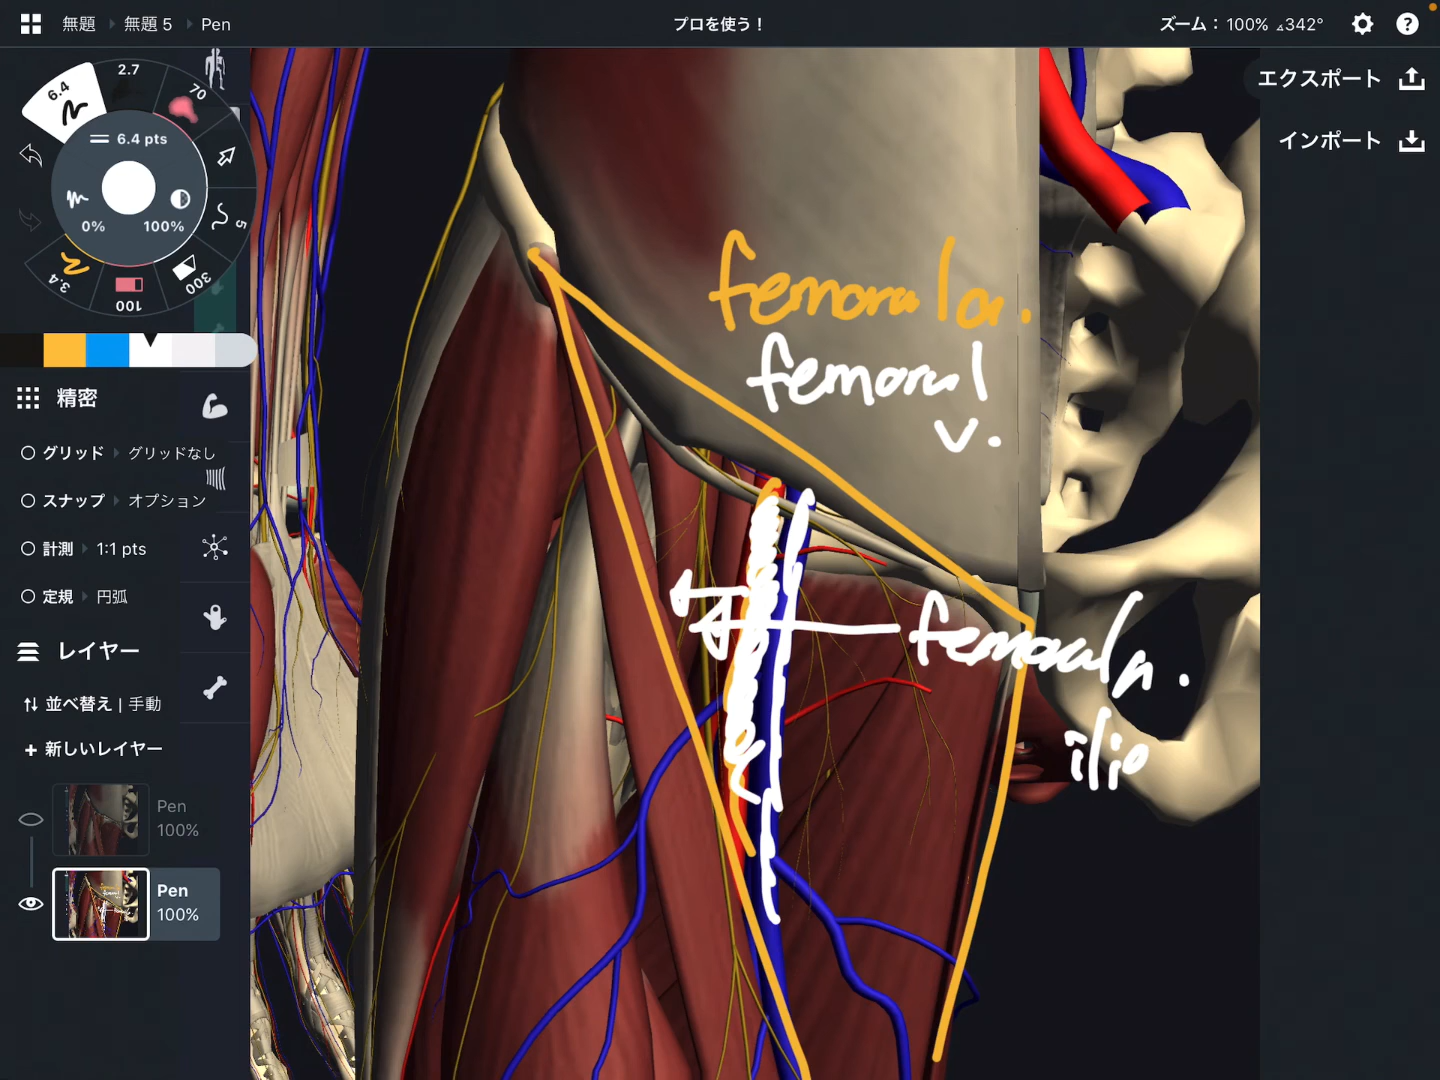 無題 無題 5 Pen
プロを使う！
ズーム： 100% ⊿342°
エクスポート
インポート
6.4
2.7
70
6.4 pts
0%
100%
5
3.4
100
300
精密
グリッド グリッドなし
スナップ オプション
計測 1:1 pts
定規 円弧
レイヤー
並べ替え | 手動
+ 新しいレイヤー
Pen
100%
Pen
100%
femoral a.
femoral
v.
femoral n.
ilio